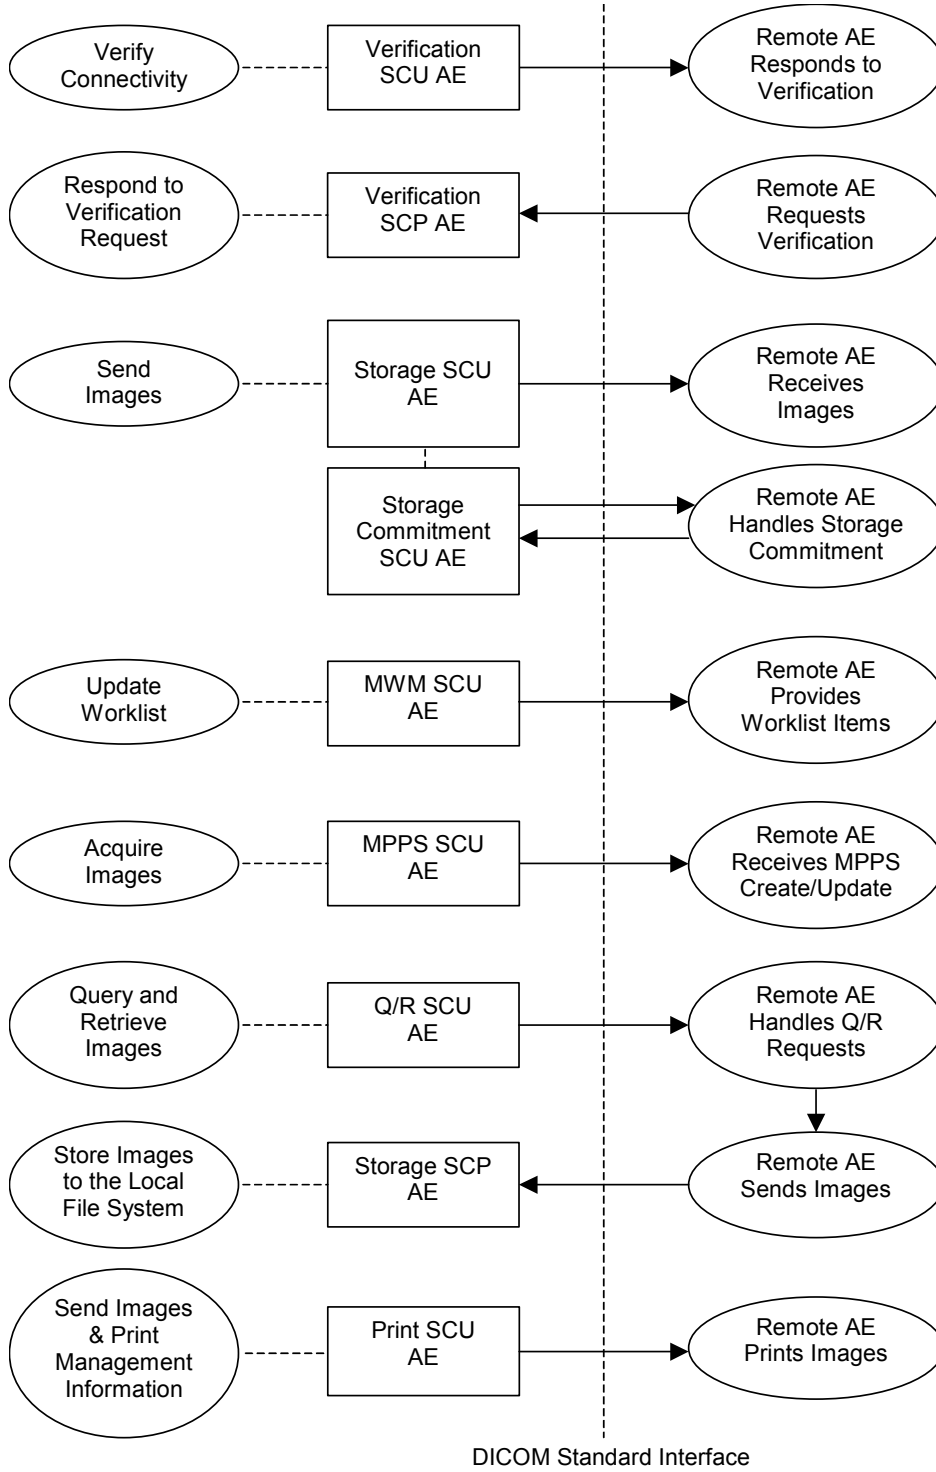 Verify
Connectivity
Verification
SCU AE
Remote AE
Responds to
Verification
Respond to
Verification
Request
Verification
SCP AE
Remote AE
Requests
Verification
Send
Images
Storage SCU
AE
Remote AE
Receives
Images
Storage
Commitment
SCU AE
Remote AE
Handles Storage
Commitment
Update
Worklist
MWM SCU
AE
Remote AE
Provides
Worklist Items
Acquire
Images
MPPS SCU
AE
Remote AE
Receives MPPS
Create/Update
Query and
Retrieve
Images
Q/R SCU
AE
Remote AE
Handles Q/R
Requests
Store Images
to the Local
File System
Storage SCP
AE
Remote AE
Sends Images
Send Images
& Print
Management
Information
Print SCU
AE
Remote AE
Prints Images
DICOM Standard Interface